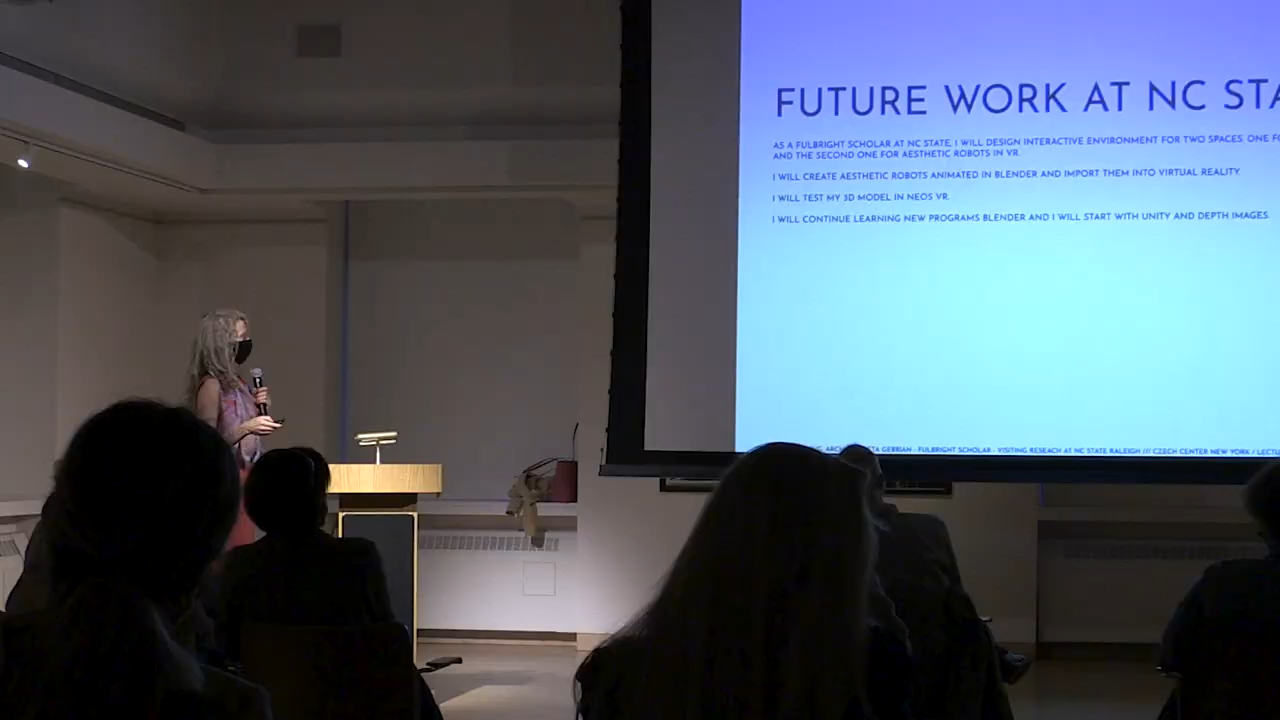 FUTURE WORK AT NC STA
AS A FULBRIGHT SCHOLAR AT NC STATE, I WILL DESIGN INTERACTIVE ENVIRONMENT FOR TWO SPACES. ONE FO
AND THE SECOND ONE FOR AESTHETIC ROBOTS IN VR.
I WILL CREATE AESTHETIC ROBOTS ANIMATED IN BLENDER AND IMPORT THEM INTO VIRTUAL REALITY.
I WILL TEST MY 3D MODEL IN NEOS VR.
I WILL CONTINUE LEARNING NEW PROGRAMS BLENDER AND I WILL START WITH UNITY AND DEPTH IMAGES.
ARCH GEBRIAN - FULBRIGHT SCHOLAR - VISITING RESEACH AT NC STATE RALEIGH /// CZECH CENTER NEW YORK / LECTU